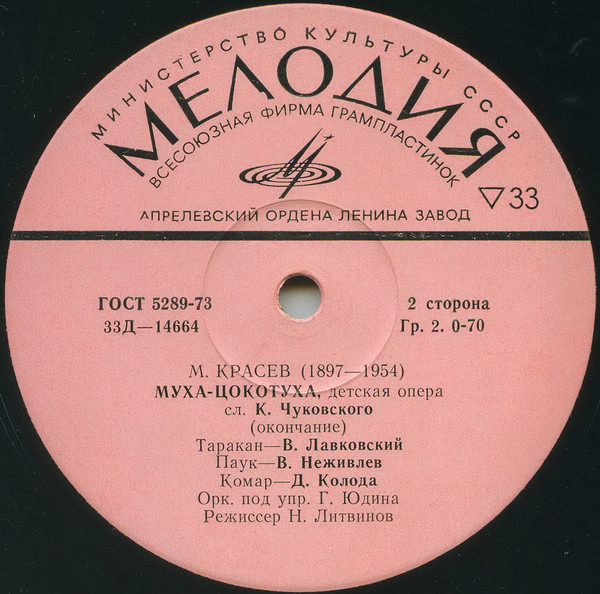 МИНИСТЕРСТВО КУЛЬТУРЫ СССР
МЕЛОДИЯ
ВСЕСОЮЗНАЯ ФИРМА ГРАМПЛАСТИНОК
▽33
АПРЕЛЕВСКИЙ ОРДЕНА ЛЕНИНА ЗАВОД
ГОСТ 5289-73
2 сторона
33Д—14664
Гр. 2. 0-70
М. КРАСЕВ (1897—1954)
МУХА-ЦОКОТУХА, детская опера
сл. К. Чуковского
(окончание)
Таракан—В. Лавковский
Паук—В. Неживлев
Комар—Д. Колода
Орк. под упр. Г. Юдина
Режиссер Н. Литвинов